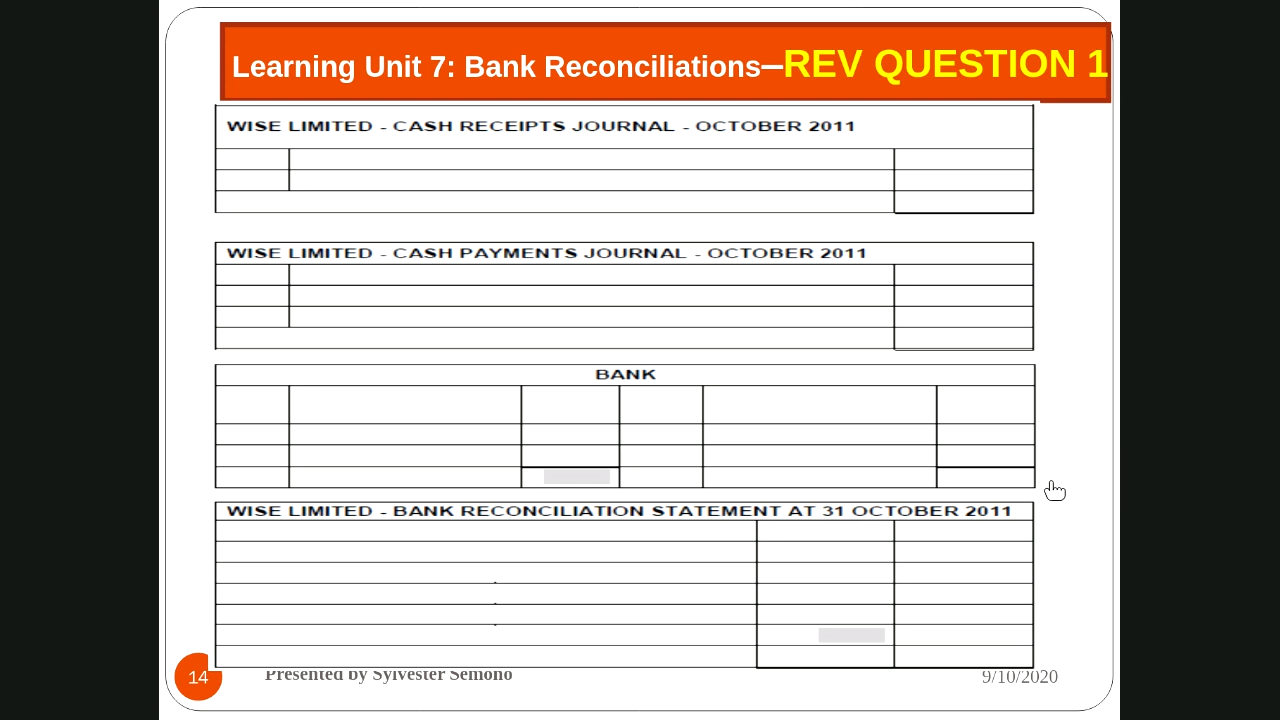 Learning Unit 7: Bank Reconciliations–REV QUESTION 1
WISE LIMITED - CASH RECEIPTS JOURNAL - OCTOBER 2011
WISE LIMITED - CASH PAYMENTS JOURNAL - OCTOBER 2011
BANK
WISE LIMITED - BANK RECONCILIATION STATEMENT AT 31 OCTOBER 2011
14
Presented by Sylvester Semono
9/10/2020